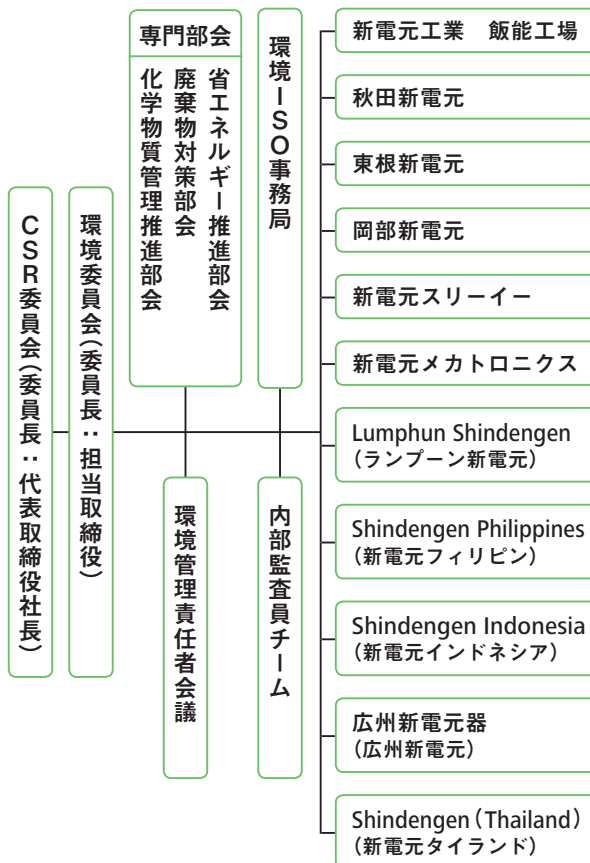 CSR委員会(委員長：代表取締役社長)
環境委員会(委員長：担当取締役)
専門部会
省エネルギー推進部会
廃棄物対策部会
化学物質管理推進部会
環境ISO事務局
環境管理責任者会議
内部監査員チーム
新電元工業　飯能工場
秋田新電元
東根新電元
岡部新電元
新電元スリーイー
新電元メカトロニクス
Lumphun Shindengen
(ランプーン新電元)
Shindengen Philippines
(新電元フィリピン)
Shindengen Indonesia
(新電元インドネシア)
広州新電元器
(広州新電元)
Shindengen (Thailand)
(新電元タイランド)